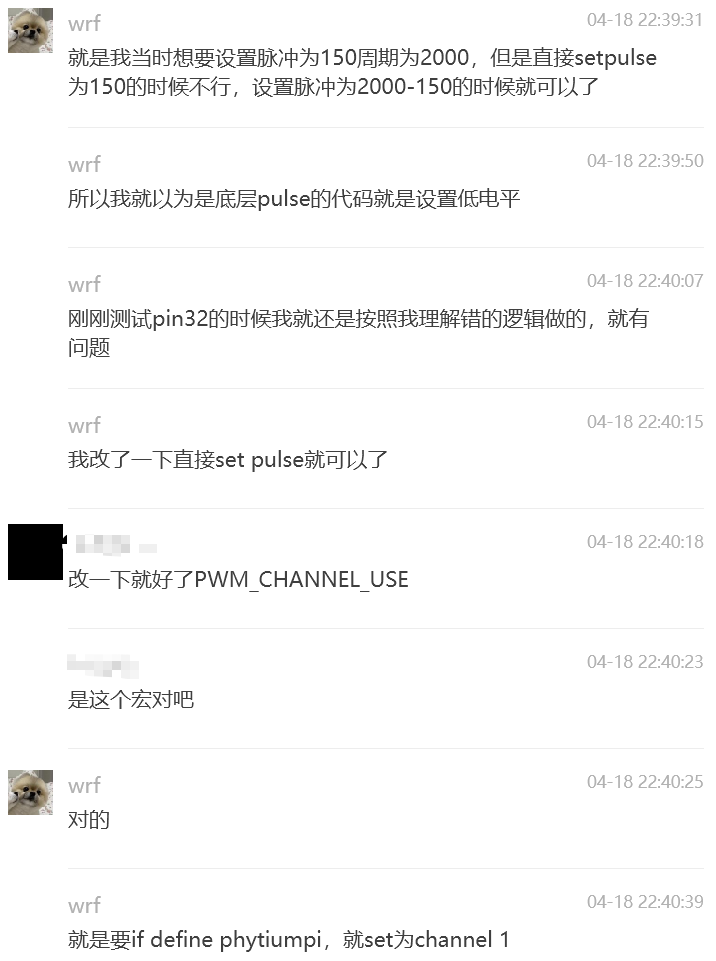 wrf
04-18 22:39:31
就是我当时想要设置脉冲为150周期为2000，但是直接setpulse
为150的时候不行，设置脉冲为2000-150的时候就可以了
wrf
04-18 22:39:50
所以我就以为是底层pulse的代码就是设置低电平
wrf
04-18 22:40:07
刚刚测试pin32的时候我就还是按照我理解错的逻辑做的，就有
问题
wrf
04-18 22:40:15
我改了一下直接set pulse就可以了
04-18 22:40:18
改一下就好了PWM_CHANNEL_USE
04-18 22:40:23
是这个宏对吧
wrf
04-18 22:40:25
对的
wrf
04-18 22:40:39
就是要if define phytiumpi，就set为channel 1